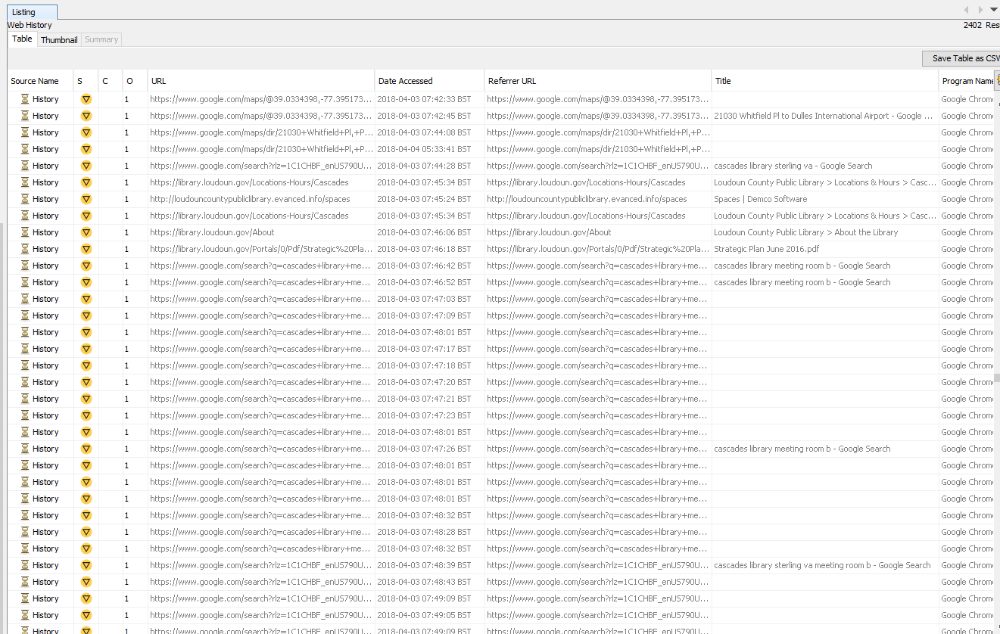 Listing
Web History 2402 Res
Table Thumbnail Summary
Save Table as CSV
Source Name S C O URL Date Accessed Referrer URL Title Program Name
History 1 https://www.google.com/maps/@39.0334398,-77.395173... 2018-04-03 07:42:33 BST https://www.google.com/maps/@39.0334398,-77.395173... Google Chrome
History 1 https://www.google.com/maps/@39.0334398,-77.395173... 2018-04-03 07:42:45 BST https://www.google.com/maps/@39.0334398,-77.395173... 21030 Whitfield Pl to Dulles International Airport - Google ... Google Chrome
History 1 https://www.google.com/maps/dir/21030+Whitfield+Pl,+P... 2018-04-03 07:44:08 BST https://www.google.com/maps/dir/21030+Whitfield+Pl,+P... Google Chrome
History 1 https://www.google.com/maps/dir/21030+Whitfield+Pl,+P... 2018-04-04 05:33:41 BST https://www.google.com/maps/dir/21030+Whitfield+Pl,+P... Google Chrome
History 1 https://www.google.com/search?rlz=1C1CHBF_enUS790U... 2018-04-03 07:44:28 BST https://www.google.com/search?rlz=1C1CHBF_enUS790U... cascades library sterling va - Google Search Google Chrome
History 1 https://library.loudoun.gov/Locations-Hours/Cascades 2018-04-03 07:45:34 BST https://library.loudoun.gov/Locations-Hours/Cascades Loudoun County Public Library > Locations & Hours > Casc... Google Chrome
History 1 http://loudouncountypubliclibrary.evanced.info/spaces 2018-04-03 07:45:24 BST http://loudouncountypubliclibrary.evanced.info/spaces Spaces | Demco Software Google Chrome
History 1 https://library.loudoun.gov/Locations-Hours/Cascades 2018-04-03 07:45:34 BST https://library.loudoun.gov/Locations-Hours/Cascades Loudoun County Public Library > Locations & Hours > Casc... Google Chrome
History 1 https://library.loudoun.gov/About 2018-04-03 07:46:06 BST https://library.loudoun.gov/About Loudoun County Public Library > About the Library Google Chrome
History 1 https://library.loudoun.gov/Portals/0/Pdf/Strategic%20Pla... 2018-04-03 07:46:18 BST https://library.loudoun.gov/Portals/0/Pdf/Strategic%20Pla... Strategic Plan June 2016.pdf Google Chrome
History 1 https://www.google.com/search?q=cascades+library+me... 2018-04-03 07:46:42 BST https://www.google.com/search?q=cascades+library+me... cascades library meeting room b - Google Search Google Chrome
History 1 https://www.google.com/search?q=cascades+library+me... 2018-04-03 07:46:52 BST https://www.google.com/search?q=cascades+library+me... cascades library meeting room b - Google Search Google Chrome
History 1 https://www.google.com/search?q=cascades+library+me... 2018-04-03 07:47:03 BST https://www.google.com/search?q=cascades+library+me... Google Chrome
History 1 https://www.google.com/search?q=cascades+library+me... 2018-04-03 07:47:09 BST https://www.google.com/search?q=cascades+library+me... Google Chrome
History 1 https://www.google.com/search?q=cascades+library+me... 2018-04-03 07:48:01 BST https://www.google.com/search?q=cascades+library+me... Google Chrome
History 1 https://www.google.com/search?q=cascades+library+me... 2018-04-03 07:47:17 BST https://www.google.com/search?q=cascades+library+me... Google Chrome
History 1 https://www.google.com/search?q=cascades+library+me... 2018-04-03 07:47:18 BST https://www.google.com/search?q=cascades+library+me... Google Chrome
History 1 https://www.google.com/search?q=cascades+library+me... 2018-04-03 07:47:20 BST https://www.google.com/search?q=cascades+library+me... Google Chrome
History 1 https://www.google.com/search?q=cascades+library+me... 2018-04-03 07:47:21 BST https://www.google.com/search?q=cascades+library+me... Google Chrome
History 1 https://www.google.com/search?q=cascades+library+me... 2018-04-03 07:47:23 BST https://www.google.com/search?q=cascades+library+me... Google Chrome
History 1 https://www.google.com/search?q=cascades+library+me... 2018-04-03 07:48:01 BST https://www.google.com/search?q=cascades+library+me... Google Chrome
History 1 https://www.google.com/search?q=cascades+library+me... 2018-04-03 07:47:26 BST https://www.google.com/search?q=cascades+library+me... cascades library meeting room b - Google Search Google Chrome
History 1 https://www.google.com/search?q=cascades+library+me... 2018-04-03 07:48:01 BST https://www.google.com/search?q=cascades+library+me... Google Chrome
History 1 https://www.google.com/search?q=cascades+library+me... 2018-04-03 07:48:01 BST https://www.google.com/search?q=cascades+library+me... Google Chrome
History 1 https://www.google.com/search?q=cascades+library+me... 2018-04-03 07:48:01 BST https://www.google.com/search?q=cascades+library+me... Google Chrome
History 1 https://www.google.com/search?q=cascades+library+me... 2018-04-03 07:48:32 BST https://www.google.com/search?q=cascades+library+me... Google Chrome
History 1 https://www.google.com/search?q=cascades+library+me... 2018-04-03 07:48:28 BST https://www.google.com/search?q=cascades+library+me... Google Chrome
History 1 https://www.google.com/search?q=cascades+library+me... 2018-04-03 07:48:32 BST https://www.google.com/search?q=cascades+library+me... Google Chrome
History 1 https://www.google.com/search?rlz=1C1CHBF_enUS790U... 2018-04-03 07:48:39 BST https://www.google.com/search?rlz=1C1CHBF_enUS790U... cascades library sterling va meeting room b - Google Search Google Chrome
History 1 https://www.google.com/search?rlz=1C1CHBF_enUS790U... 2018-04-03 07:48:43 BST https://www.google.com/search?rlz=1C1CHBF_enUS790U... Google Chrome
History 1 https://www.google.com/search?rlz=1C1CHBF_enUS790U... 2018-04-03 07:49:09 BST https://www.google.com/search?rlz=1C1CHBF_enUS790U... Google Chrome
History 1 https://www.google.com/search?rlz=1C1CHBF_enUS790U... 2018-04-03 07:49:05 BST https://www.google.com/search?rlz=1C1CHBF_enUS790U... Google Chrome
History 1 https://www.google.com/search?rlz=1C1CHBF_enUS790U... 2018-04-03 07:49:09 BST https://www.google.com/search?rlz=1C1CHBF_enUS790U... Google Chrome